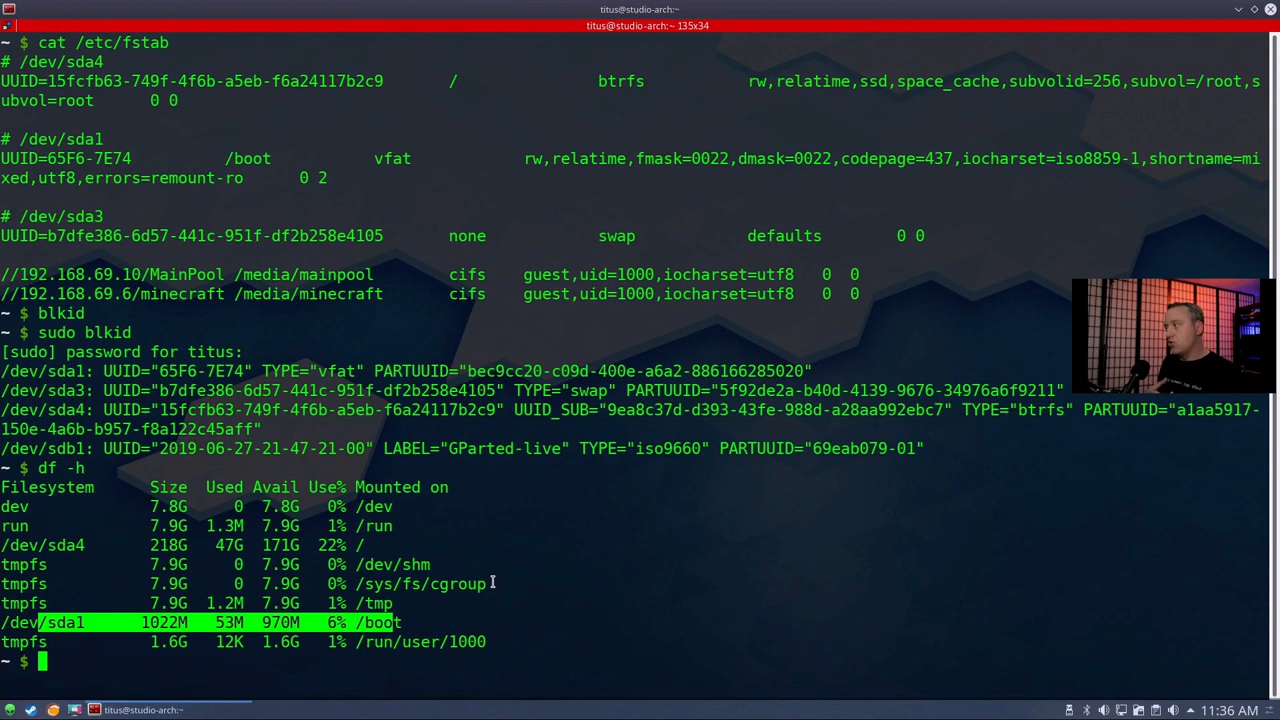 titus@studio-arch:~
titus@studio-arch:~ 135x34
~ $ cat /etc/fstab
# /dev/sda4
UUID=15fcfb63-749f-4f6b-a5eb-f6a24117b2c9 / btrfs rw,relatime,ssd,space_cache,subvolid=256,subvol=/root,s
ubvol=root 0 0
# /dev/sda1
UUID=65F6-7E74 /boot vfat rw,relatime,fmask=0022,dmask=0022,codepage=437,iocharset=iso8859-1,shortname=mi
xed,utf8,errors=remount-ro 0 2
# /dev/sda3
UUID=b7dfe386-6d57-441c-951f-df2b258e4105 none swap defaults 0 0
//192.168.69.10/MainPool /media/mainpool cifs guest,uid=1000,iocharset=utf8 0 0
//192.168.69.6/minecraft /media/minecraft cifs guest,uid=1000,iocharset=utf8 0 0
~ $ blkid
~ $ sudo blkid
[sudo] password for titus:
/dev/sda1: UUID="65F6-7E74" TYPE="vfat" PARTUUID="bec9cc20-c09d-400e-a6a2-886166285020"
/dev/sda3: UUID="b7dfe386-6d57-441c-951f-df2b258e4105" TYPE="swap" PARTUUID="5f92de2a-b40d-4139-9676-34976a6f9211"
/dev/sda4: UUID="15fcfb63-749f-4f6b-a5eb-f6a24117b2c9" UUID_SUB="9ea8c37d-d393-43fe-988d-a28aa992ebc7" TYPE="btrfs" PARTUUID="a1aa5917-
150e-4a6b-b957-f8a122c45aff"
/dev/sdb1: UUID="2019-06-27-21-47-21-00" LABEL="GParted-live" TYPE="iso9660" PARTUUID="69eab079-01"
~ $ df -h
Filesystem Size Used Avail Use% Mounted on
dev 7.8G 0 7.8G 0% /dev
run 7.9G 1.3M 7.9G 1% /run
/dev/sda4 218G 47G 171G 22% /
tmpfs 7.9G 0 7.9G 0% /dev/shm
tmpfs 7.9G 0 7.9G 0% /sys/fs/cgroup
tmpfs 7.9G 1.2M 7.9G 1% /tmp
/dev/sda1 1022M 53M 970M 6% /boot
tmpfs 1.6G 12K 1.6G 1% /run/user/1000
~ $
titus@studio-arch:~
11:36 AM